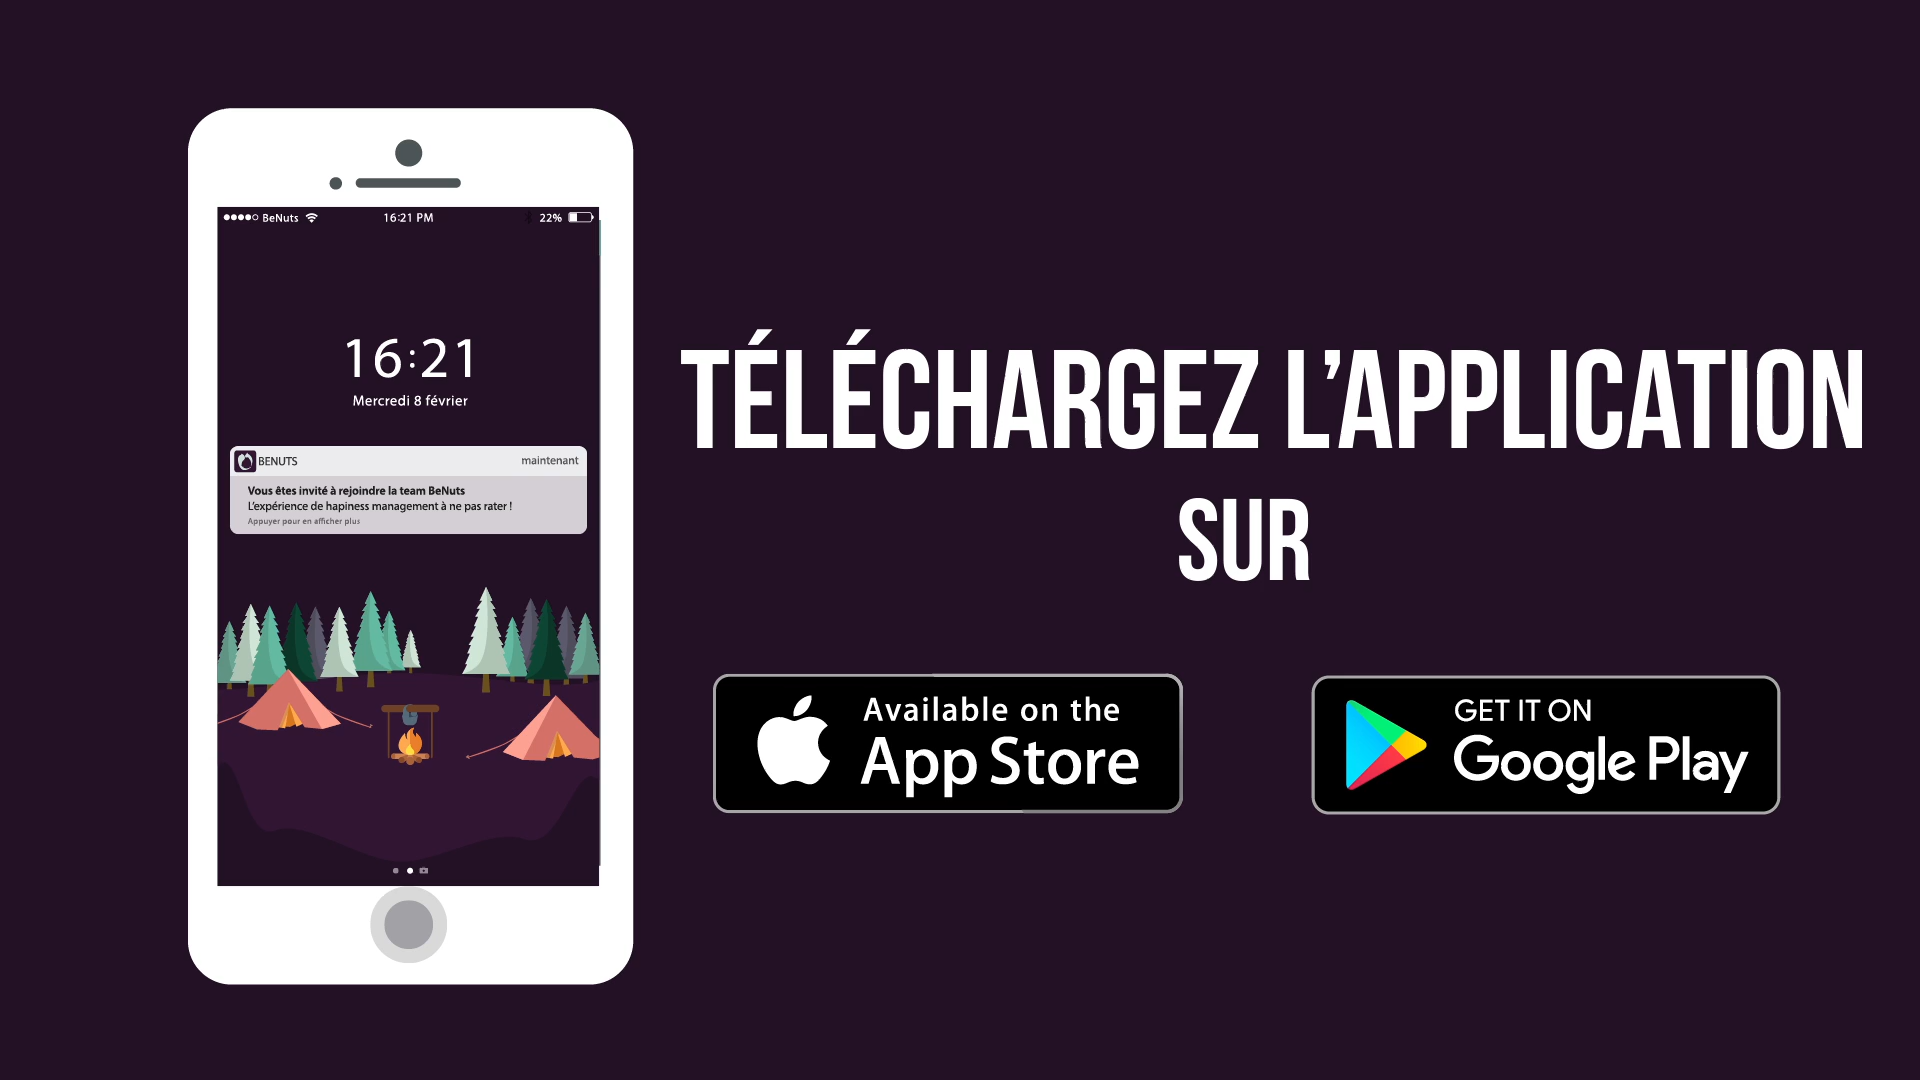 BeNuts 16:21 PM 22%
16:21
Mercredi 8 février
BENUTS maintenant
Vous êtes invité à rejoindre la team BeNuts
L'expérience de hapiness management à ne pas rater !
Appuyer pour en afficher plus
TÉLÉCHARGEZ L'APPLICATION
SUR
Available on the
App Store
GET IT ON
Google Play